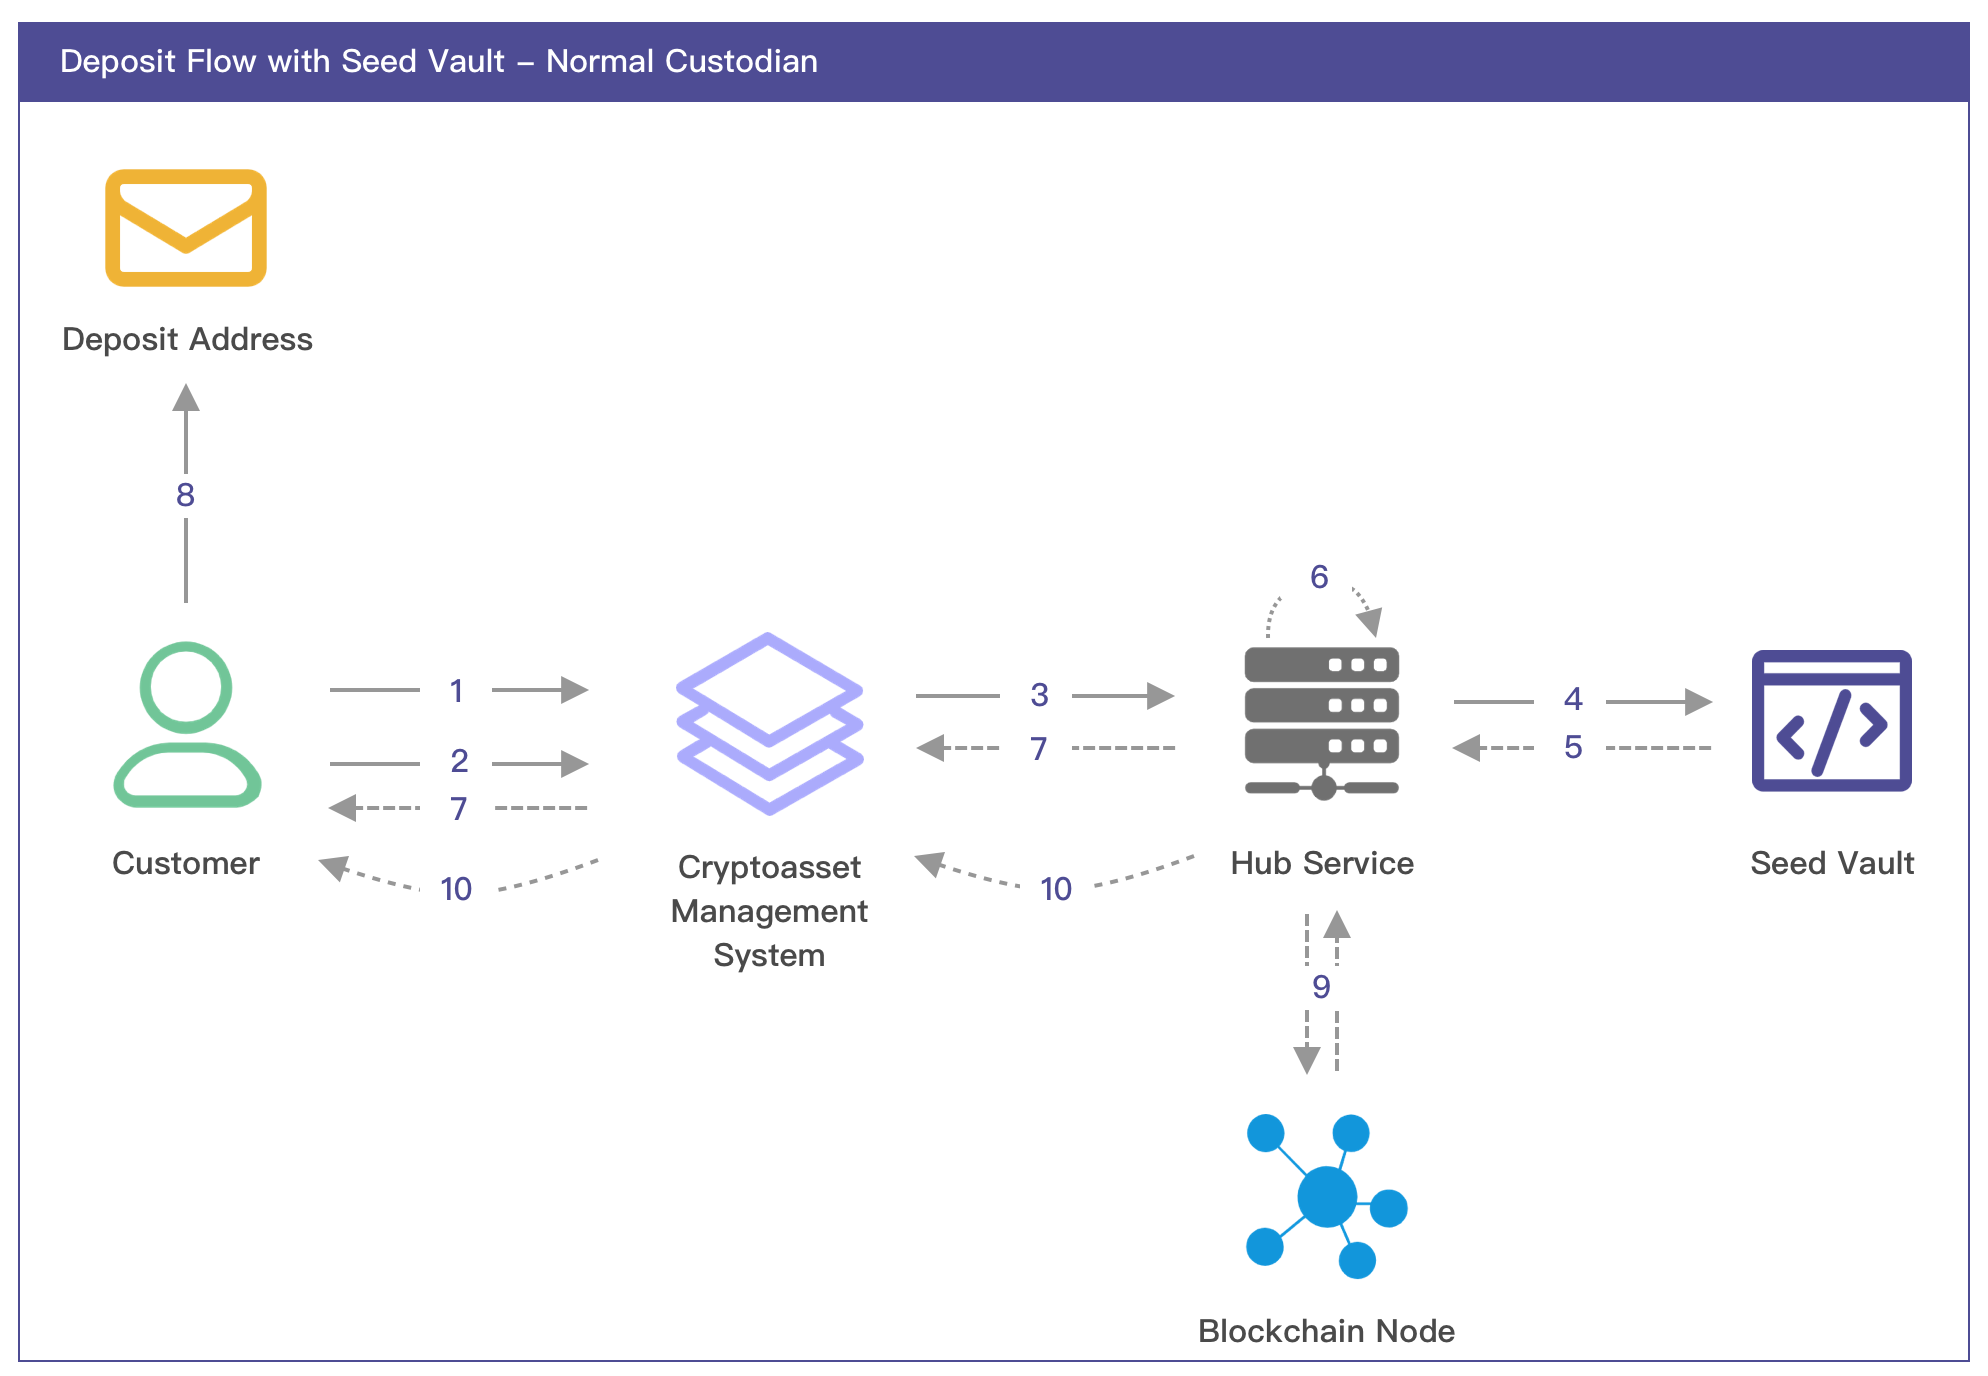 Deposit Flow with Seed Vault – Normal Custodian
Deposit Address
8
6
1
3
4
2
7
5
7
Customer
10
Cryptoasset
Management
System
10
Hub Service
Seed Vault
9
Blockchain Node